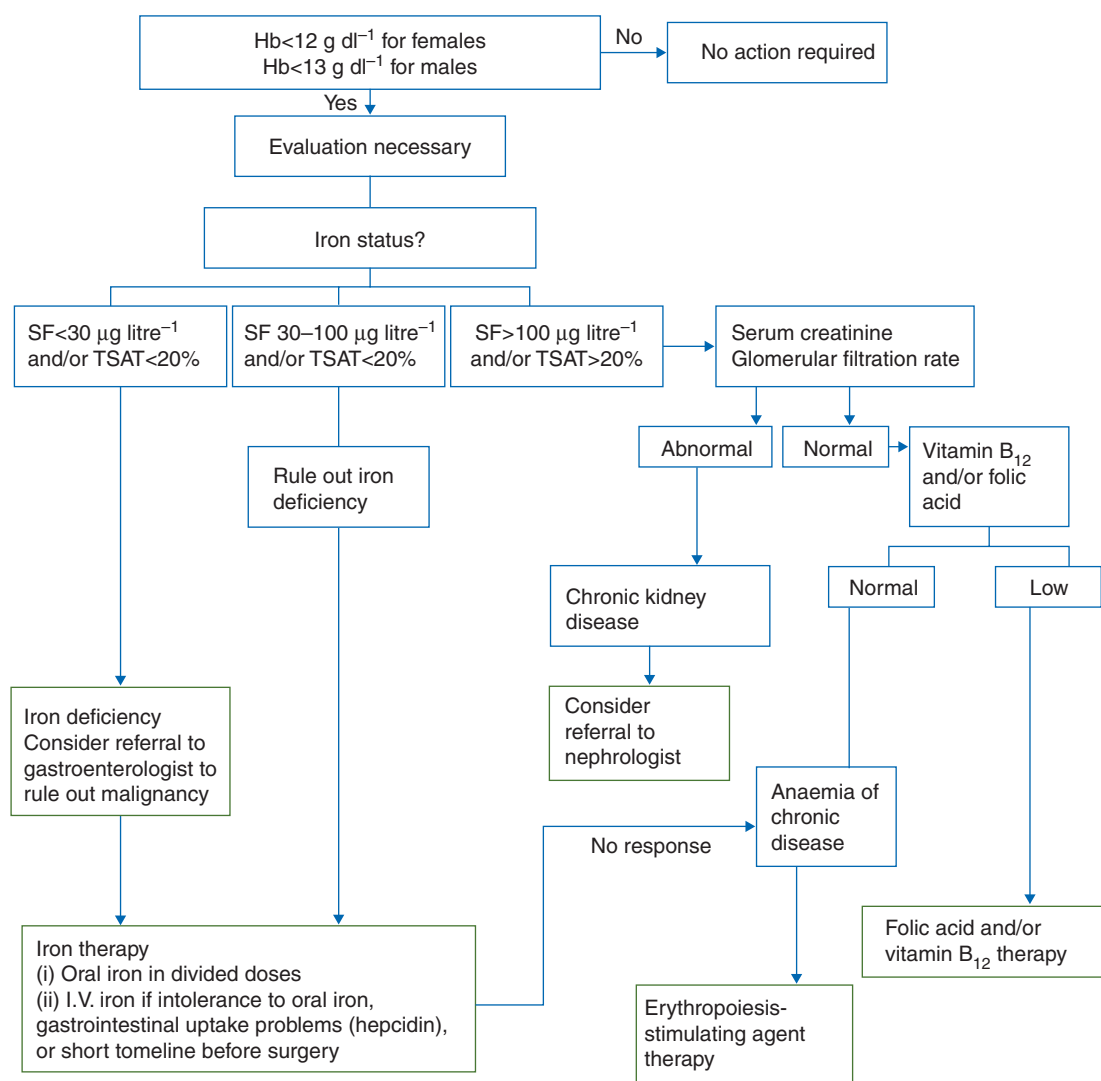 Hb<12 g dl⁻¹ for females
Hb<13 g dl⁻¹ for males
No
No action required
Yes
Evaluation necessary
Iron status?
SF<30 μg litre⁻¹
and/or TSAT<20%
SF 30–100 μg litre⁻¹
and/or TSAT<20%
SF>100 μg litre⁻¹
and/or TSAT>20%
Serum creatinine
Glomerular filtration rate
Abnormal
Normal
Vitamin B₁₂
and/or folic
acid
Rule out iron
deficiency
Normal
Low
Chronic kidney
disease
Consider
referral to
nephrologist
Iron deficiency
Consider referral to
gastroenterologist to
rule out malignancy
Anaemia of
chronic
disease
No response
Folic acid and/or
vitamin B₁₂ therapy
Iron therapy
(i) Oral iron in divided doses
(ii) I.V. iron if intolerance to oral iron,
gastrointestinal uptake problems (hepcidin),
or short tomeline before surgery
Erythropoiesis-
stimulating agent
therapy